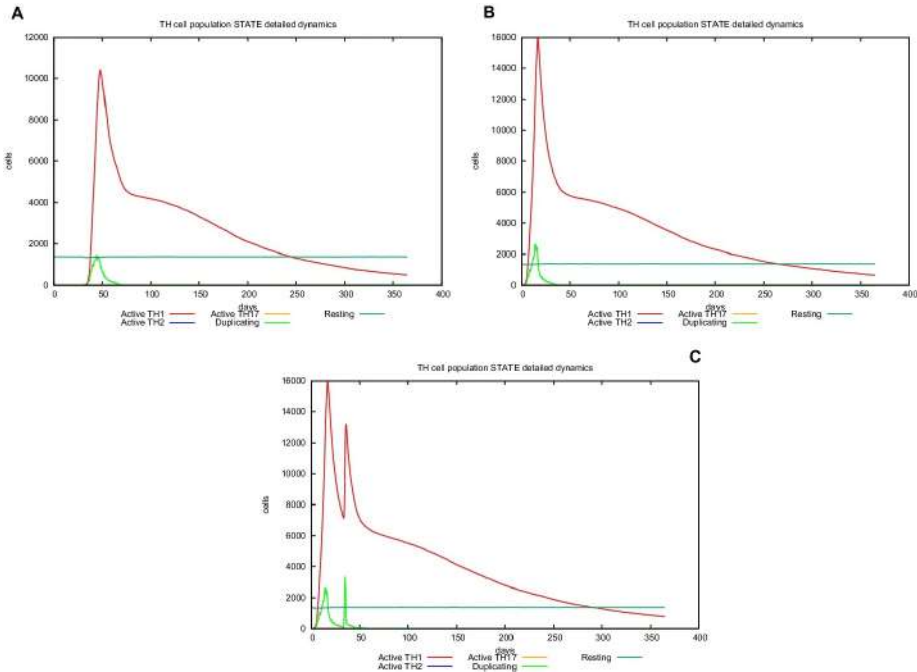 A
TH cell population STATE detailed dynamics
12000
10000
8000
6000
4000
2000
0
cells
0 50 100 150 200 250 300 350 400
days
Active TH1 Active TH17 Resting
Active TH2 Duplicating
B
TH cell population STATE detailed dynamics
16000
14000
12000
10000
8000
6000
4000
2000
0
cells
0 50 100 150 200 250 300 350 400
days
Active TH1 Active TH17 Resting
Active TH2 Duplicating
C
TH cell population STATE detailed dynamics
16000
14000
12000
10000
8000
6000
4000
2000
0
cells
0 50 100 150 200 250 300 350 400
days
Active TH1 Active TH17 Resting
Active TH2 Duplicating